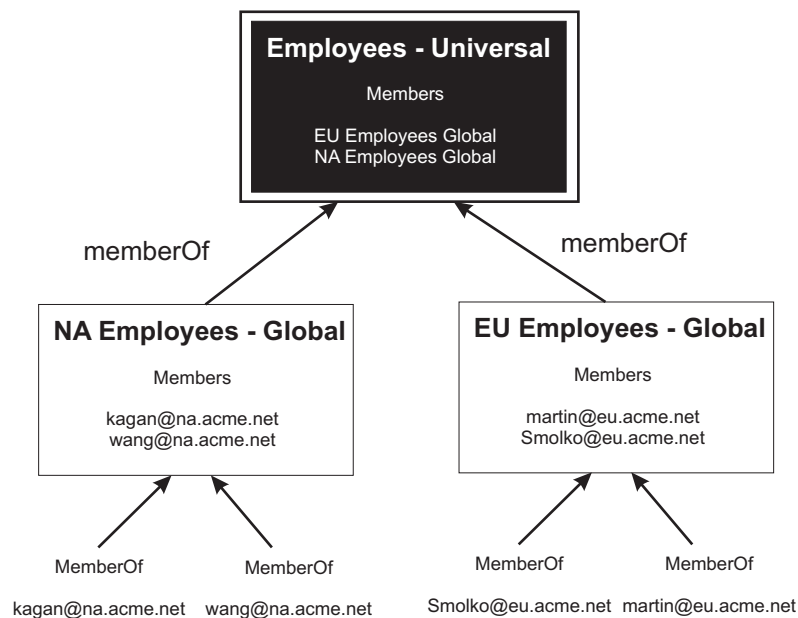 Employees - Universal
Members
EU Employees Global
NA Employees Global
memberOf
memberOf
NA Employees - Global
Members
kagan@na.acme.net
wang@na.acme.net
EU Employees - Global
Members
martin@eu.acme.net
Smolko@eu.acme.net
MemberOf
MemberOf
MemberOf
MemberOf
kagan@na.acme.net
wang@na.acme.net
Smolko@eu.acme.net
martin@eu.acme.net